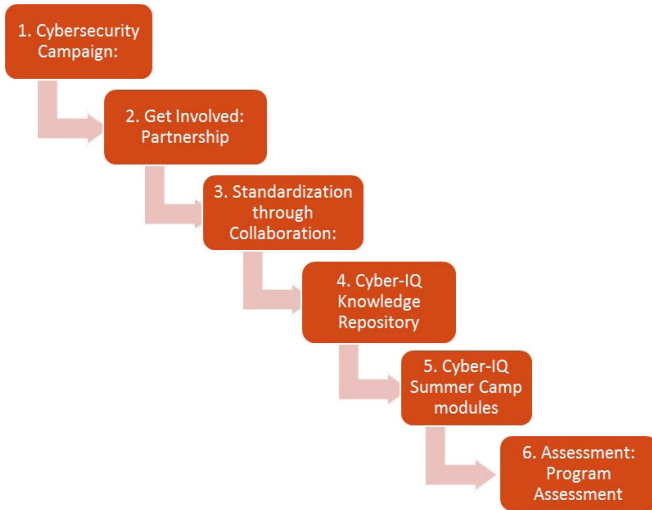 1. Cybersecurity
Campaign:
2. Get Involved:
Partnership
3. Standardization
through
Collaboration:
4. Cyber-IQ
Knowledge
Repository
5. Cyber-IQ
Summer Camp
modules
6. Assessment:
Program
Assessment